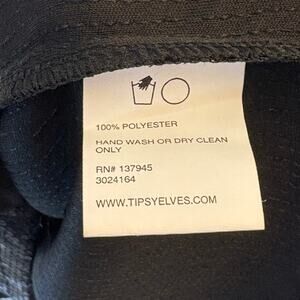 100% POLYESTER
HAND WASH OR DRY CLEAN
ONLY
RN# 137945
3024164
WWW.TIPSYELVES.COM